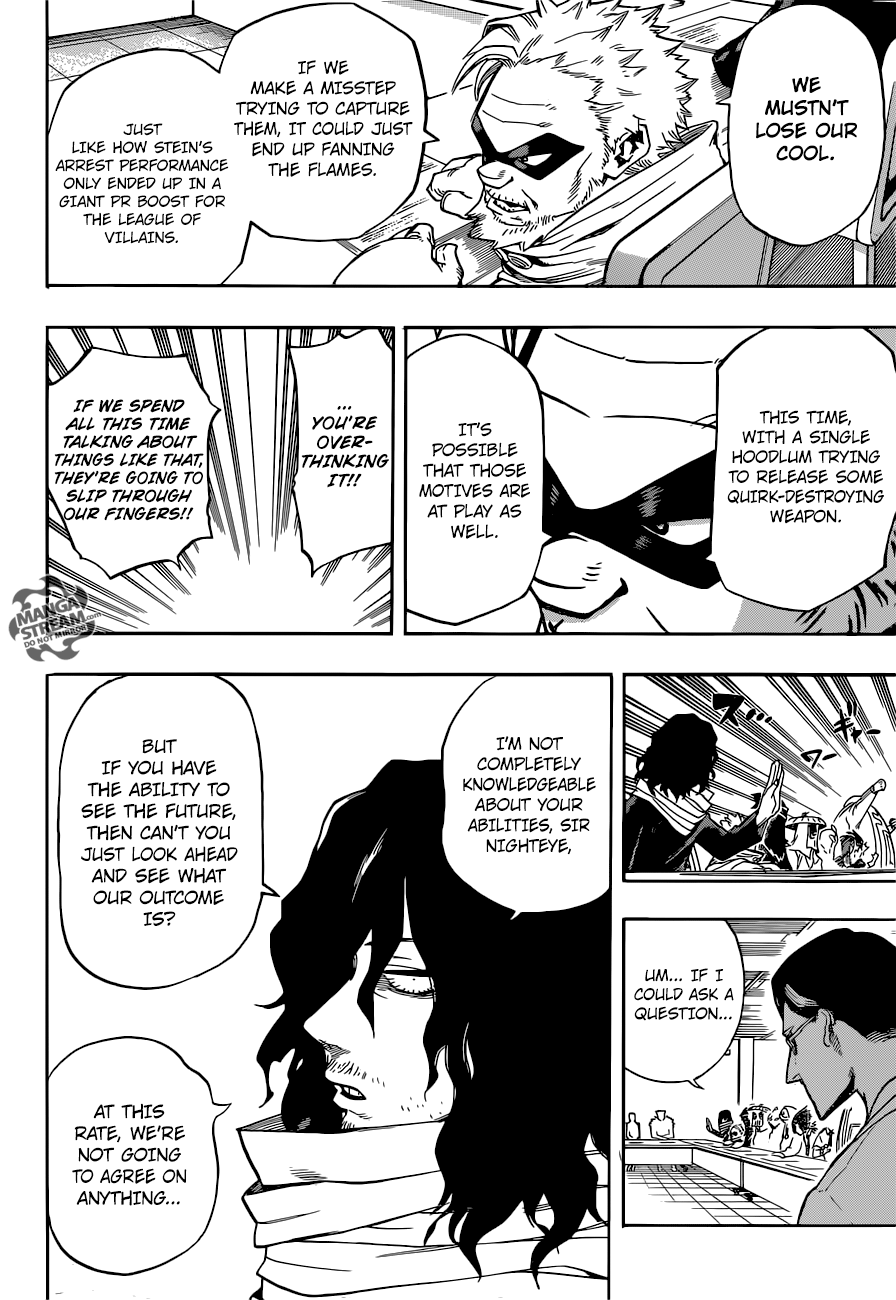 WE
MUSTN'T
LOSE OUR
COOL.
IF WE
MAKE A MISSTEP
TRYING TO CAPTURE
THEM, IT COULD JUST
END UP FANNING
THE FLAMES.
JUST
LIKE HOW STEIN'S
ARREST PERFORMANCE
ONLY ENDED UP IN A
GIANT PR BOOST FOR
THE LEAGUE OF
VILLAINS.
THIS TIME,
WITH A SINGLE
HOODLUM TRYING
TO RELEASE SOME
QUIRK-DESTROYING
WEAPON.
IT'S
POSSIBLE
THAT THOSE
MOTIVES ARE
AT PLAY AS
WELL.
...
YOU'RE
OVER-
THINKING
IT!!
IF WE SPEND
ALL THIS TIME
TALKING ABOUT
THINGS LIKE THAT,
THEY'RE GOING TO
SLIP THROUGH
OUR FINGERS!!
MANGA
STREAM.com
DO NOT MIRROR
ギャー
ワー
ス...
UM... IF I
COULD ASK A
QUESTION...
I'M NOT
COMPLETELY
KNOWLEDGEABLE
ABOUT YOUR
ABILITIES, SIR
NIGHTEYE,
BUT
IF YOU HAVE
THE ABILITY TO
SEE THE FUTURE,
THEN CAN'T YOU
JUST LOOK AHEAD
AND SEE WHAT
OUR OUTCOME
IS?
AT THIS
RATE, WE'RE
NOT GOING
TO AGREE ON
ANYTHING...